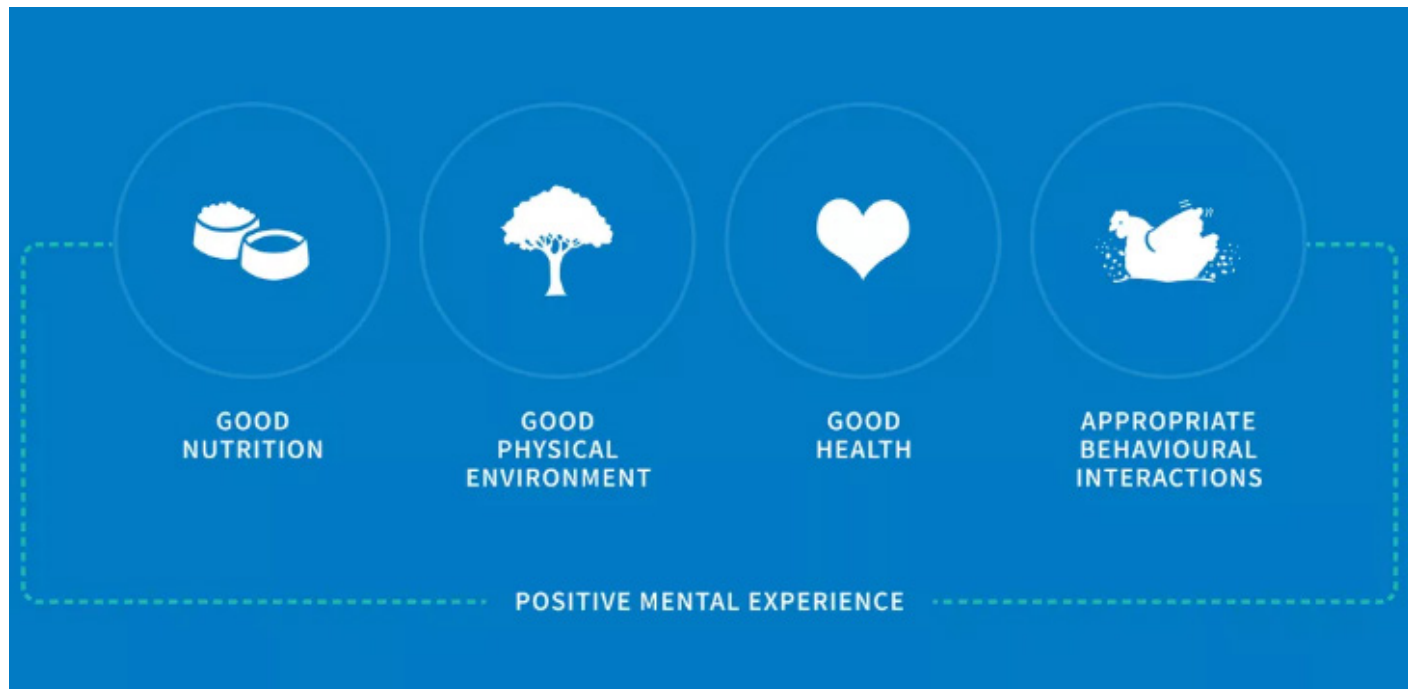 GOOD
NUTRITION
GOOD
PHYSICAL
ENVIRONMENT
GOOD
HEALTH
APPROPRIATE
BEHAVIOURAL
INTERACTIONS
POSITIVE MENTAL EXPERIENCE